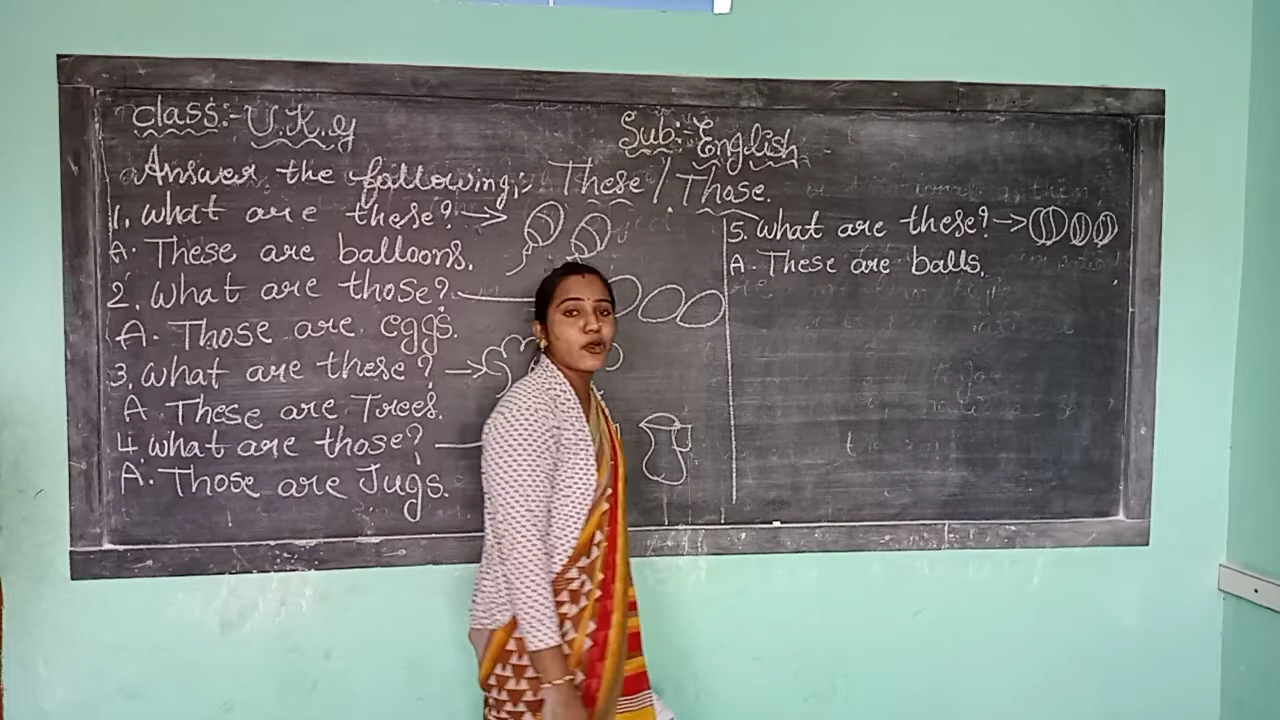 Class:- U.K.g
Sub:- English
Answer the following:- These / Those.
1. What are these? →
A. These are balloons.
2. What are those?
A. Those are eggs.
3. What are these? →
A. These are Trees.
4. What are those?
A. Those are Jugs.
5. What are these? →
A. These are balls.